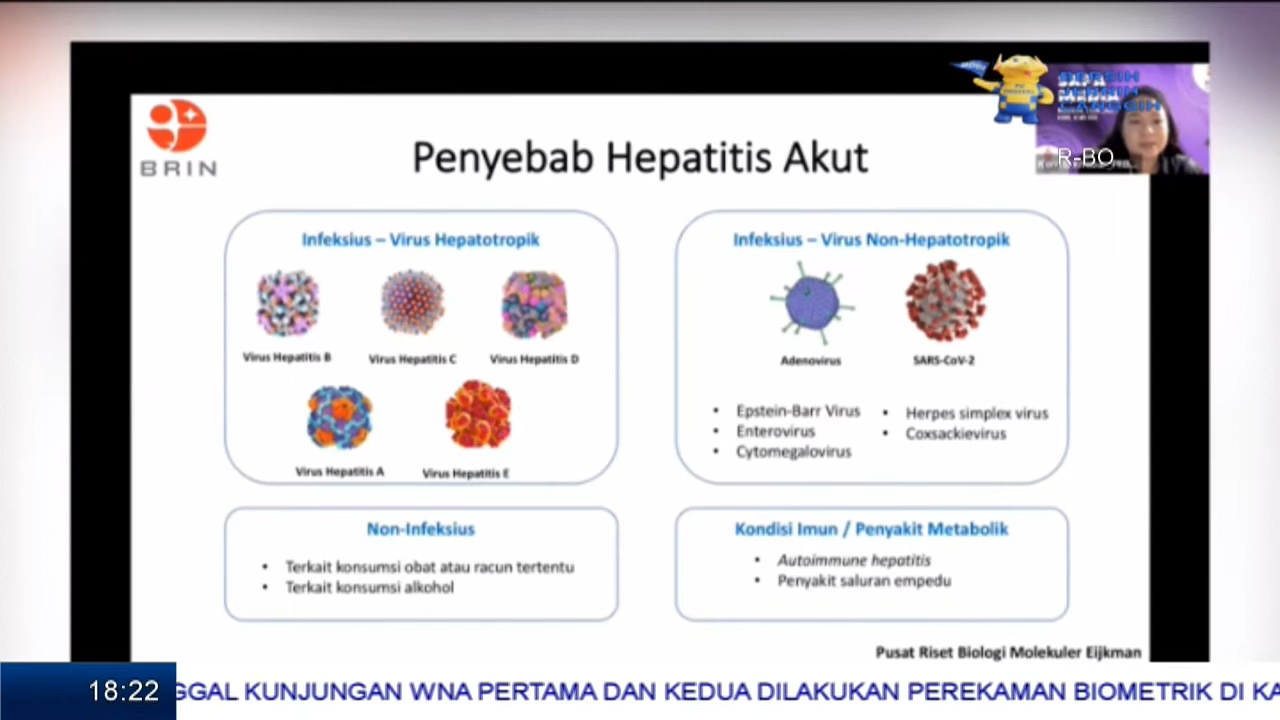 BRIN
Penyebab Hepatitis Akut
BERSIH
JERNIH
CANGGIH
R-BO
Infeksius – Virus Hepatotropik
Virus Hepatitis B
Virus Hepatitis C
Virus Hepatitis D
Virus Hepatitis A
Virus Hepatitis E
Infeksius – Virus Non-Hepatotropik
Adenovirus
SARS-CoV-2
• Epstein-Barr Virus
• Enterovirus
• Cytomegalovirus
• Herpes simplex virus
• Coxsackievirus
Non-Infeksius
• Terkait konsumsi obat atau racun tertentu
• Terkait konsumsi alkohol
Kondisi Imun / Penyakit Metabolik
• Autoimmune hepatitis
• Penyakit saluran empedu
Pusat Riset Biologi Molekuler Eijkman
18:22
GGAL KUNJUNGAN WNA PERTAMA DAN KEDUA DILAKUKAN PEREKAMAN BIOMETRIK DI KA